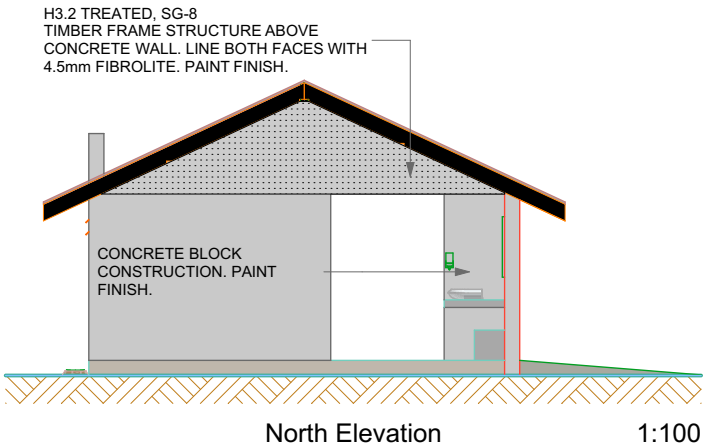 H3.2 TREATED, SG-8
TIMBER FRAME STRUCTURE ABOVE
CONCRETE WALL. LINE BOTH FACES WITH
4.5mm FIBROLITE. PAINT FINISH.
CONCRETE BLOCK
CONSTRUCTION. PAINT
FINISH.
North Elevation
1:100